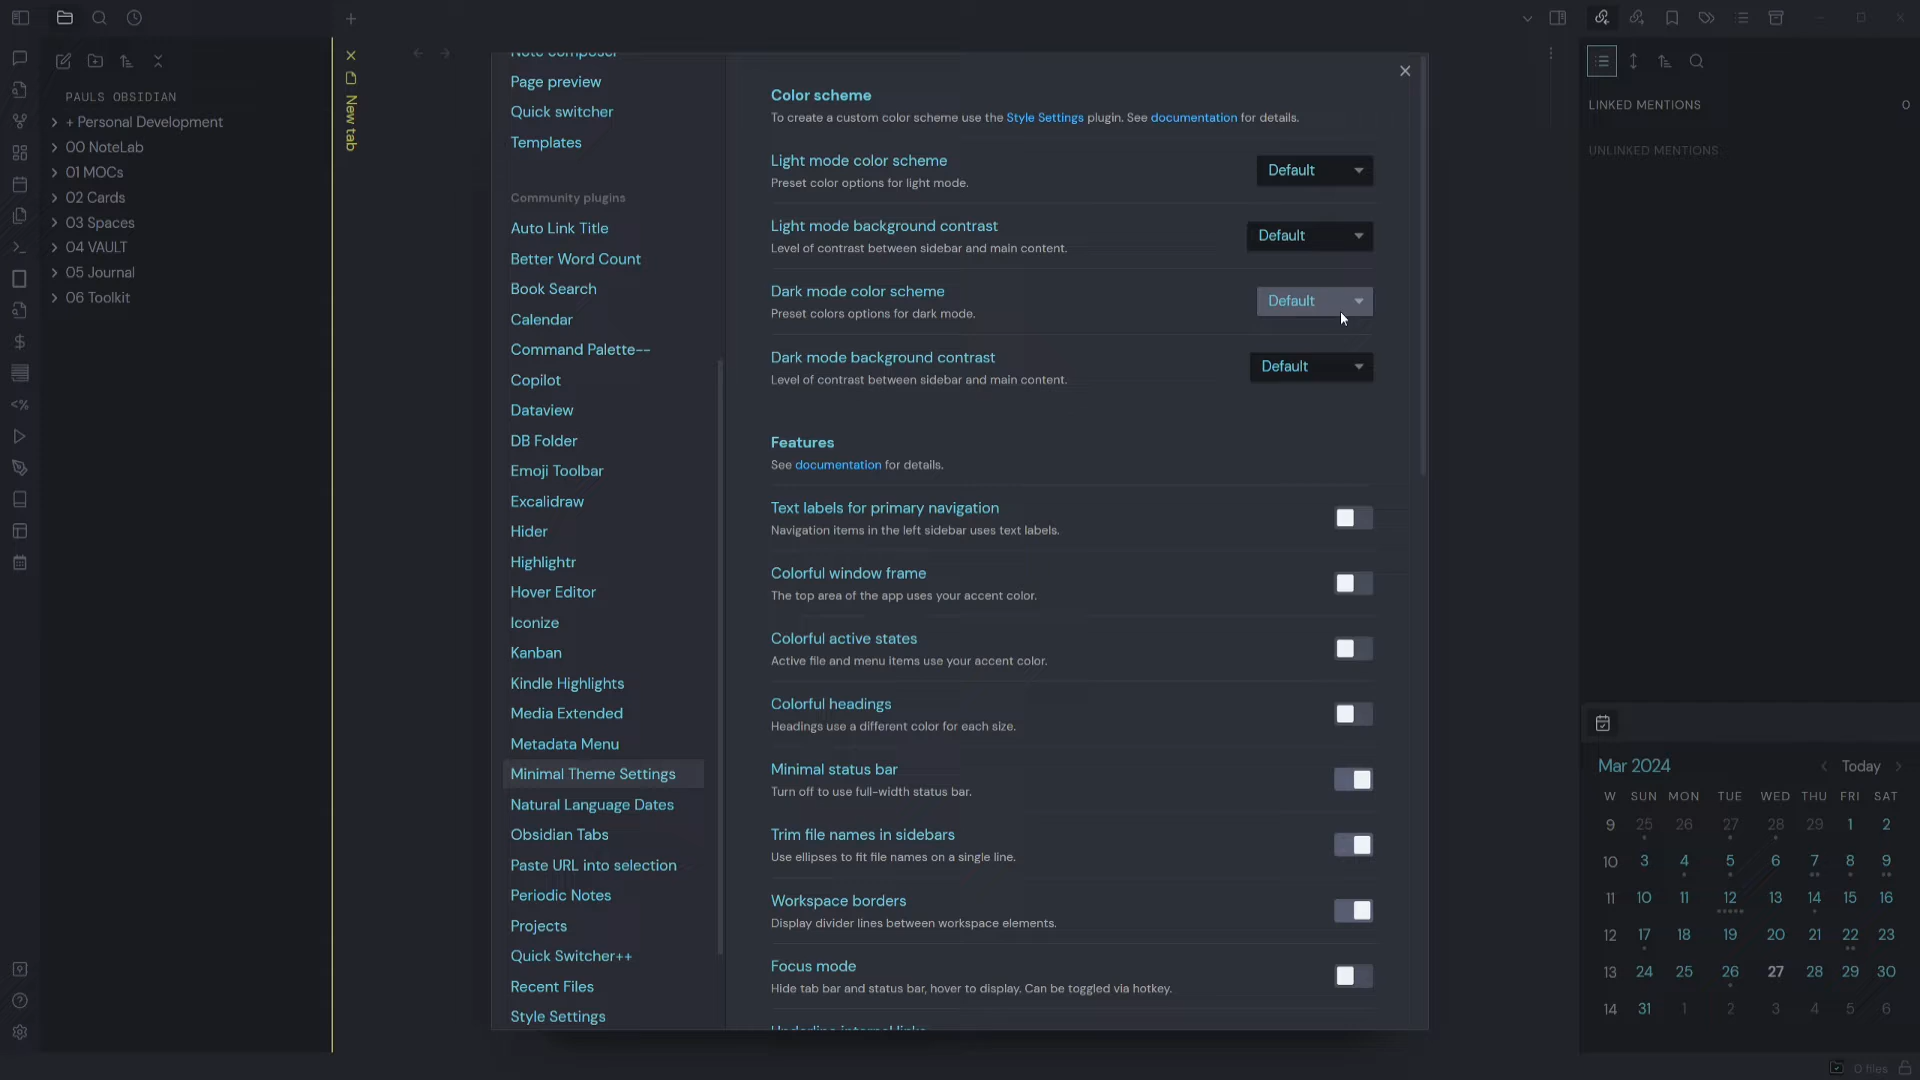 PAULS OBSIDIAN
+ Personal Development
00 NoteLab
01 MOCs
02 Cards
03 Spaces
04 VAULT
05 Journal
06 Toolkit
New tab
Note composer
Page preview
Quick switcher
Templates
Community plugins
Auto Link Title
Better Word Count
Book Search
Calendar
Command Palette--
Copilot
Dataview
DB Folder
Emoji Toolbar
Excalidraw
Hider
Highlightr
Hover Editor
Iconize
Kanban
Kindle Highlights
Media Extended
Metadata Menu
Minimal Theme Settings
Natural Language Dates
Obsidian Tabs
Paste URL into selection
Periodic Notes
Projects
Quick Switcher++
Recent Files
Style Settings
Color scheme
To create a custom color scheme use the Style Settings plugin. See documentation for details.
Light mode color scheme
Preset color options for light mode.
Default
Light mode background contrast
Level of contrast between sidebar and main content.
Default
Dark mode color scheme
Preset colors options for dark mode.
Default
Dark mode background contrast
Level of contrast between sidebar and main content.
Default
Features
See documentation for details.
Text labels for primary navigation
Navigation items in the left sidebar uses text labels.
Colorful window frame
The top area of the app uses your accent color.
Colorful active states
Active file and menu items use your accent color.
Colorful headings
Headings use a different color for each size.
Minimal status bar
Turn off to use full-width status bar.
Trim file names in sidebars
Use ellipses to fit file names on a single line.
Workspace borders
Display divider lines between workspace elements.
Focus mode
Hide tab bar and status bar, hover to display. Can be toggled via hotkey.
Underline internal links
LINKED MENTIONS 0
UNLINKED MENTIONS
Mar 2024 Today
W SUN MON TUE WED THU FRI SAT
9 25 26 27 28 29 1 2
10 3 4 5 6 7 8 9
11 10 11 12 13 14 15 16
12 17 18 19 20 21 22 23
13 24 25 26 27 28 29 30
14 31 1 2 3 4 5 6
0 files